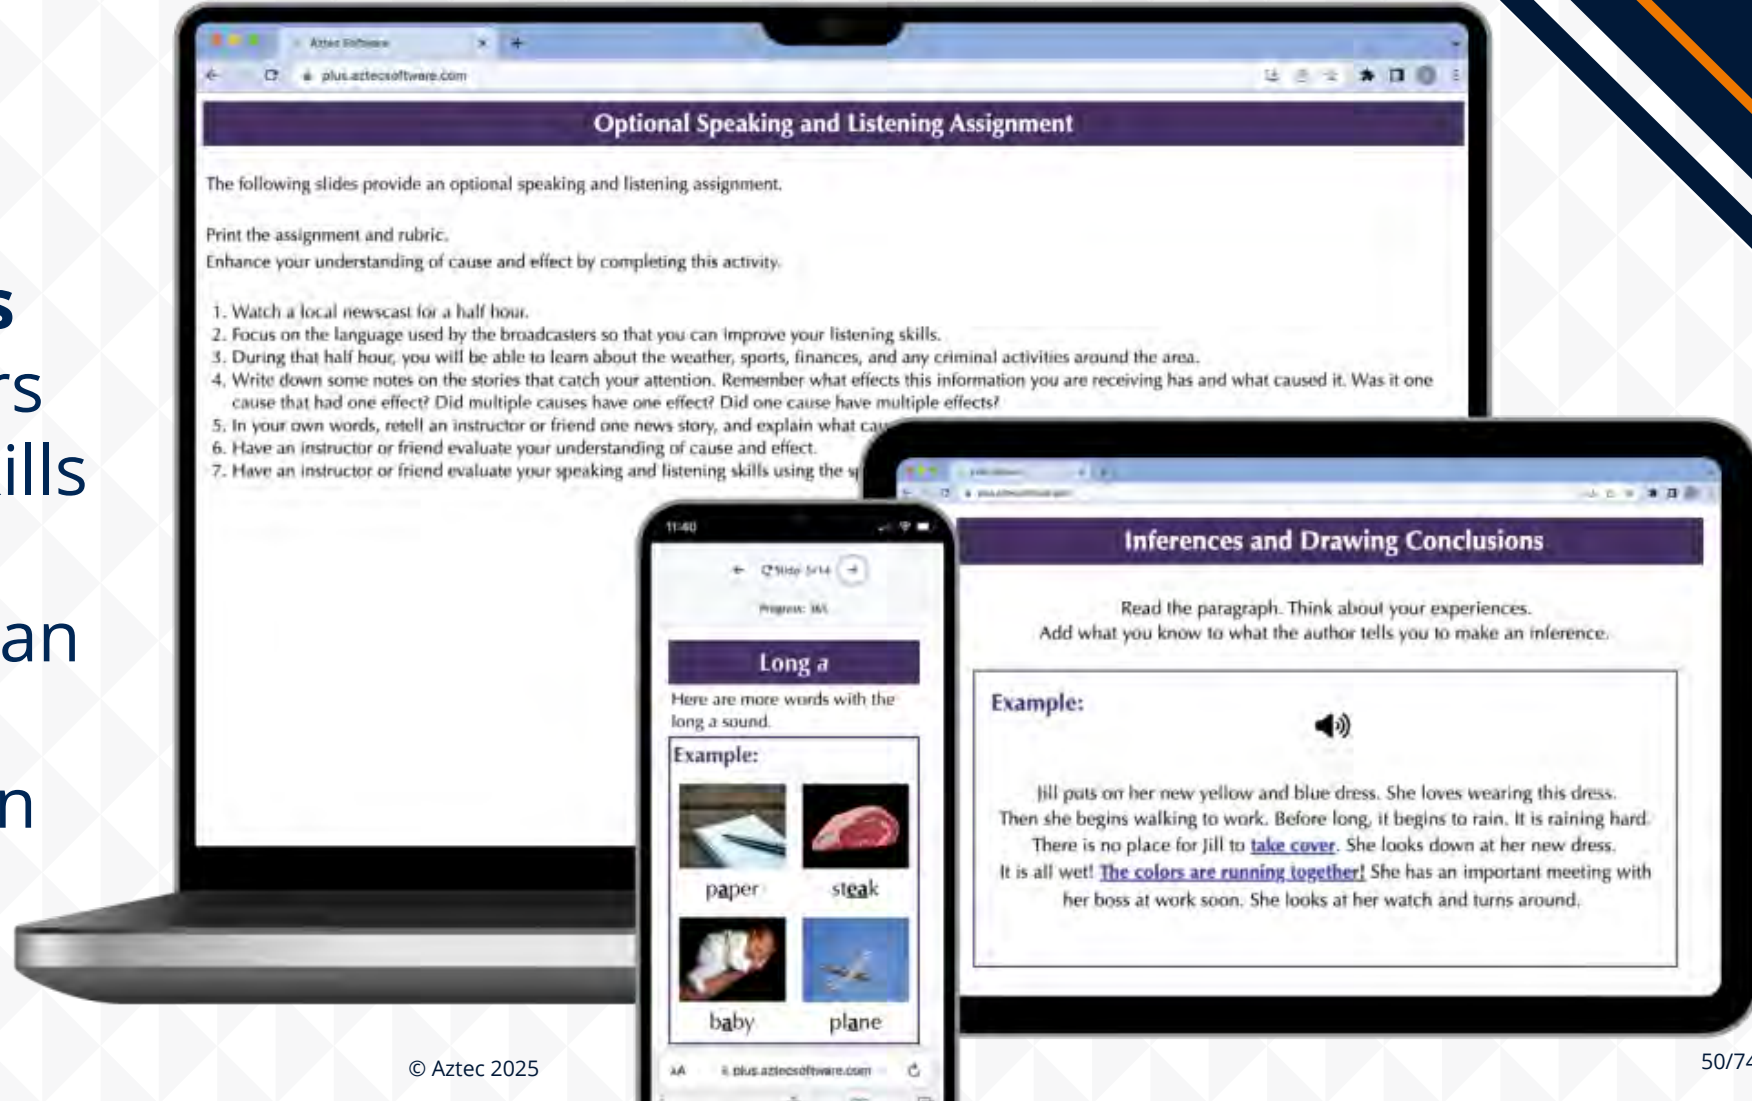 s
rs
ills
an
n
Aztec Software
plus.aztecsoftware.com
Optional Speaking and Listening Assignment
The following slides provide an optional speaking and listening assignment.
Print the assignment and rubric.
Enhance your understanding of cause and effect by completing this activity.
1. Watch a local newscast for a half hour.
2. Focus on the language used by the broadcasters so that you can improve your listening skills.
3. During that half hour, you will be able to learn about the weather, sports, finances, and any criminal activities around the area.
4. Write down some notes on the stories that catch your attention. Remember what effects this information you are receiving has and what caused it. Was it one
cause that had one effect? Did multiple causes have one effect? Did one cause have multiple effects?
5. In your own words, retell an instructor or friend one news story, and explain what cau
6. Have an instructor or friend evaluate your understanding of cause and effect.
7. Have an instructor or friend evaluate your speaking and listening skills using the sp
11:40
Slide 5/14
Progress:
Long a
Here are more words with the
long a sound.
Example:
paper steak
baby plane
AA plus.aztecsoftware.com
Inferences and Drawing Conclusions
Read the paragraph. Think about your experiences.
Add what you know to what the author tells you to make an inference.
Example:
Jill puts on her new yellow and blue dress. She loves wearing this dress.
Then she begins walking to work. Before long, it begins to rain. It is raining hard.
There is no place for Jill to take cover. She looks down at her new dress.
It is all wet! The colors are running together! She has an important meeting with
her boss at work soon. She looks at her watch and turns around.
© Aztec 2025
50/74